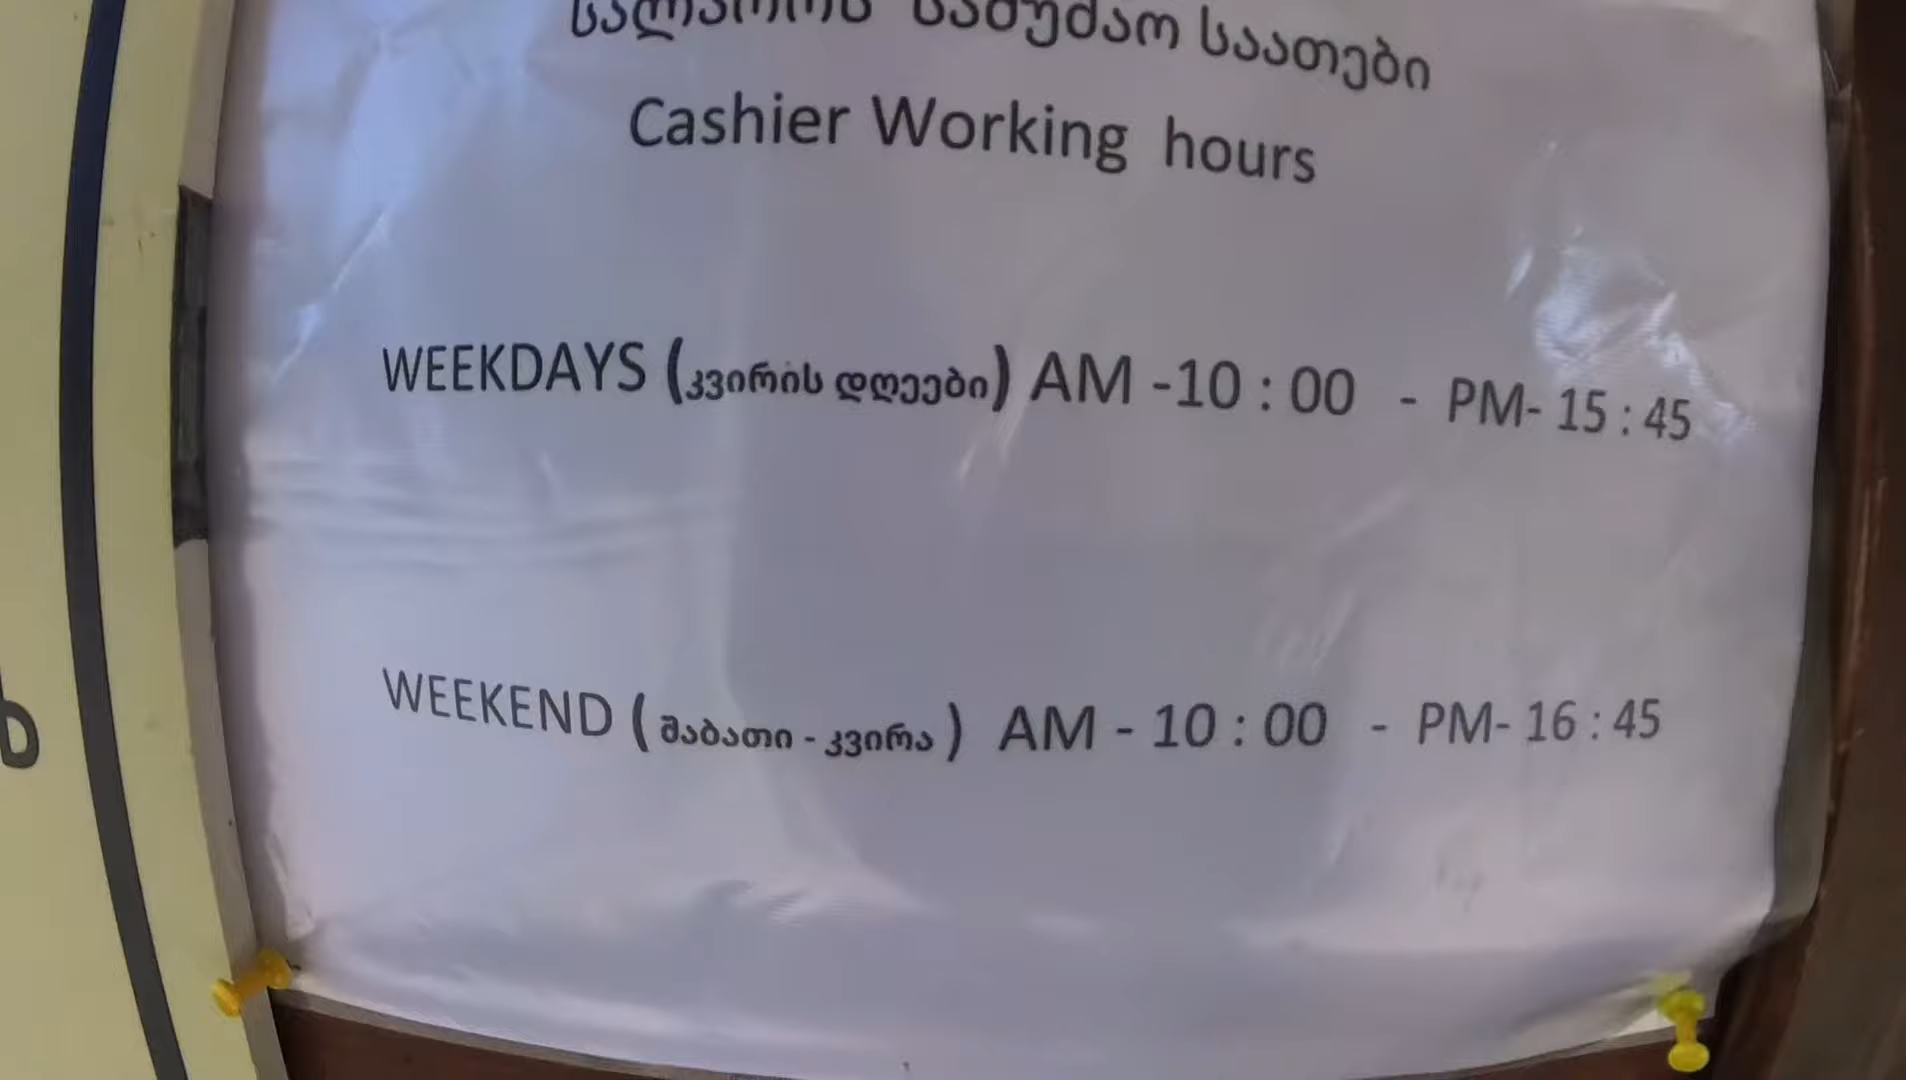 სალაროს სამუშაო საათები
Cashier Working hours
WEEKDAYS (კვირის დღეები) AM -10 : 00 - PM- 15 : 45
WEEKEND ( შაბათი - კვირა ) AM - 10 : 00 - PM- 16 : 45